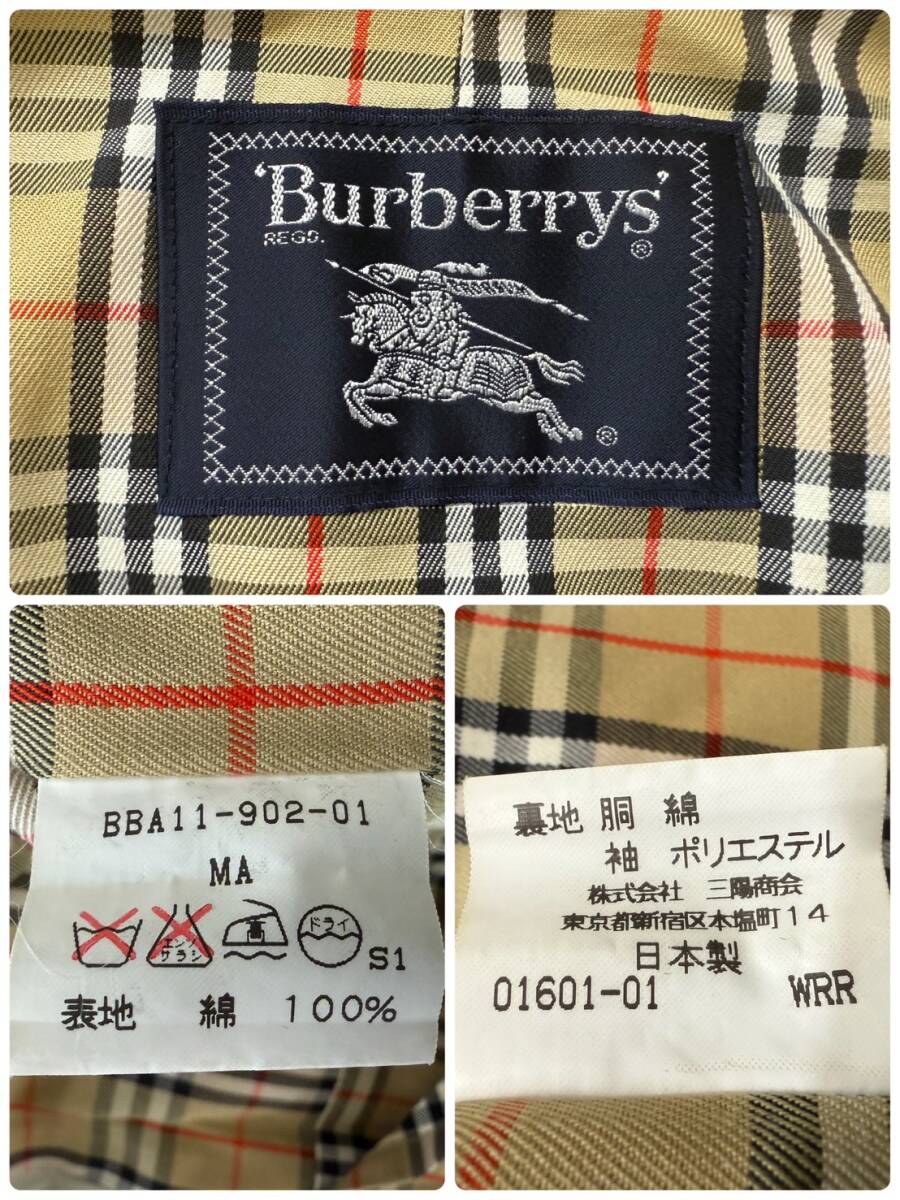 'Burberrys'
REGD. ®
®
BBA11-902-01
MA
エンソ サラシ 高 ドライ S1
表地 綿 100%
裏地 胴 綿
袖 ポリエステル
株式会社 三陽商会
東京都新宿区本塩町14
日本製
01601-01 WRR